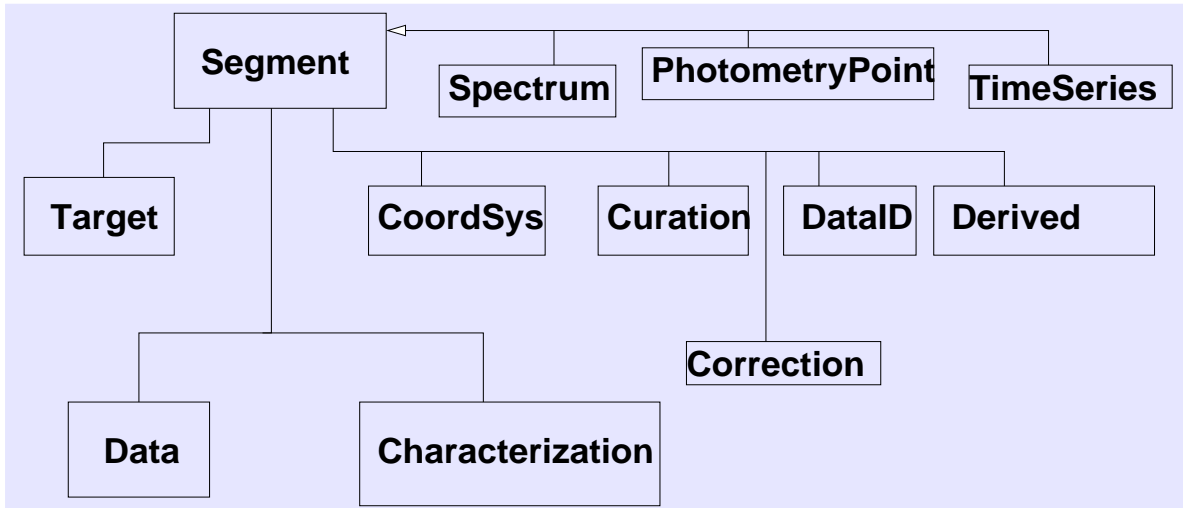 Segment
Spectrum
PhotometryPoint
TimeSeries
Target
CoordSys
Curation
DataID
Derived
Correction
Data
Characterization